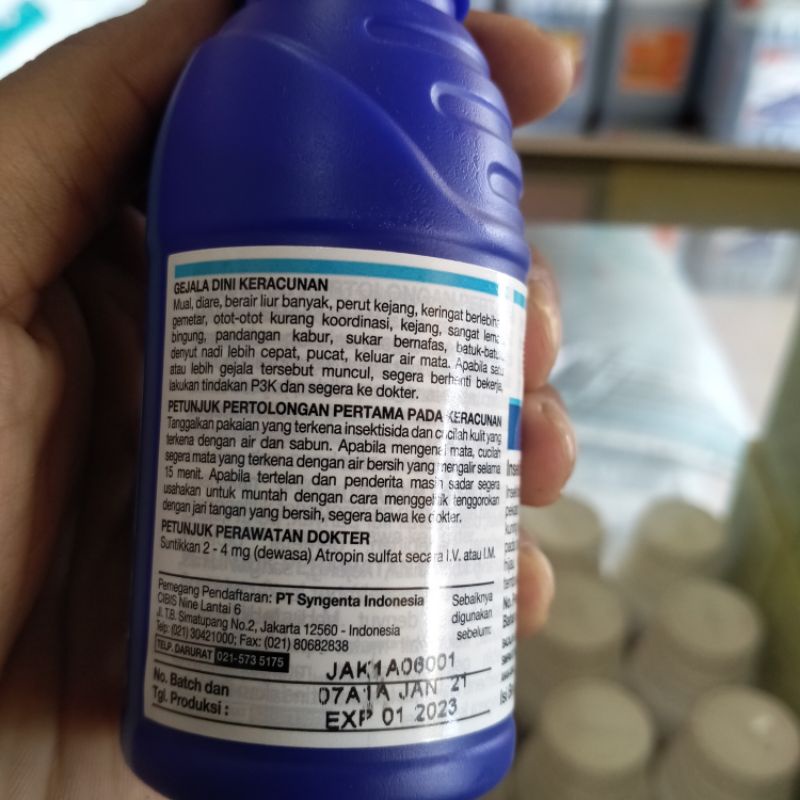 GEJALA DINI KERACUNAN
Mual, diare, berair liur banyak, perut kejang, keringat berlebih,
gemetar, otot-otot kurang koordinasi, kejang, sangat
bingung, pandangan kabur, sukar bernafas,
denyut nadi lebih cepat, pucat, keluar air mata. Apabila
atau lebih gejala tersebut muncul, segera berhenti bekerja,
lakukan tindakan P3K dan segera ke dokter.
PETUNJUK PERTOLONGAN PERTAMA PADA KERACUNAN
Tanggalkan pakaian yang terkena insektisida dan cucilah kulit yang
terkena dengan air dan sabun. Apabila mengenai mata, cucilah
segera mata yang terkena dengan air bersih yang mengalir selama
15 menit. Apabila tertelan dan penderita masih sadar segera
usahakan untuk muntah dengan cara menggelitik tenggorokan
dengan jari tangan yang bersih, segera bawa ke dokter.
PETUNJUK PERAWATAN DOKTER
Suntikkan 2 - 4 mg (dewasa) Atropin sulfat secara I.V. atau I.M.
Pemegang Pendaftaran: PT Syngenta Indonesia
CIBIS Nine Lantai 6
Jl. T.B. Simatupang No.2, Jakarta 12560 - Indonesia
Telp: (021) 30421000; Fax: (021) 80682838
TELP. DARURAT 021-573 5175
Sebaiknya
digunakan
sebelum:
No. Batch dan
Tgl. Produksi :
JAK1A06001
07A1A JAN 21
EXP 01 2023